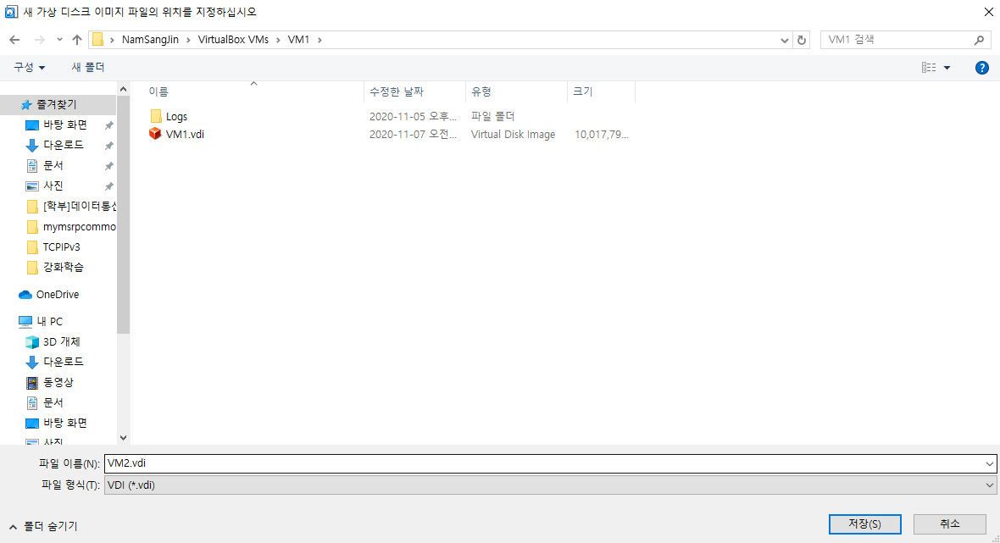 새 가상 디스크 이미지 파일의 위치를 지정하십시오
NamSangJin > VirtualBox VMs > VM1 >
VM1 검색
구성
새 폴더
이름 수정한 날짜 유형 크기
Logs 2020-11-05 오후... 파일 폴더
VM1.vdi 2020-11-07 오전... Virtual Disk Image 10,017,79...
즐겨찾기
바탕 화면
다운로드
문서
사진
[학부]데이터통신
mymsrpcommo
TCPIPv3
강화학습
OneDrive
내 PC
3D 개체
다운로드
동영상
문서
바탕 화면
사진
파일 이름(N): VM2.vdi
파일 형식(T): VDI (*.vdi)
폴더 숨기기
저장(S)
취소